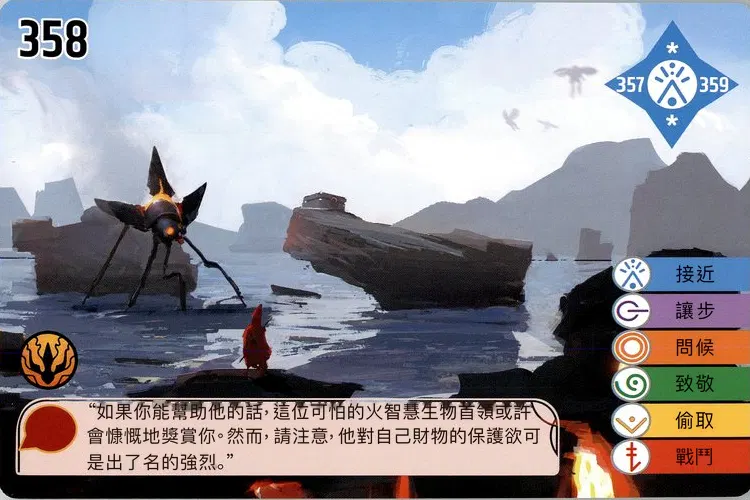 358
*
357 359
*
接近
讓步
問候
致敬
偷取
戰鬥
“如果你能幫助他的話,這位可怕的火智慧生物首領或許
會慷慨地獎賞你。然而,請注意,他對自己財物的保護欲可
是出了名的強烈。”